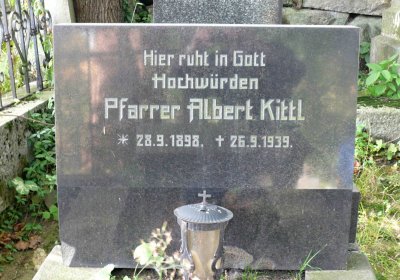 Hier ruht in Gott
Hochwürden
Pfarrer Albert Kittl
* 28.9.1898. + 26.9.1939.